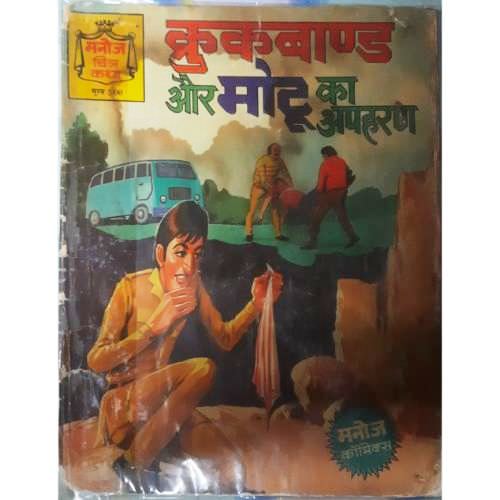 मनोज
चित्र
कथा
क्रुकबाण्ड
और मोटू का
अपहरण
मनोज
कॉमिक्स